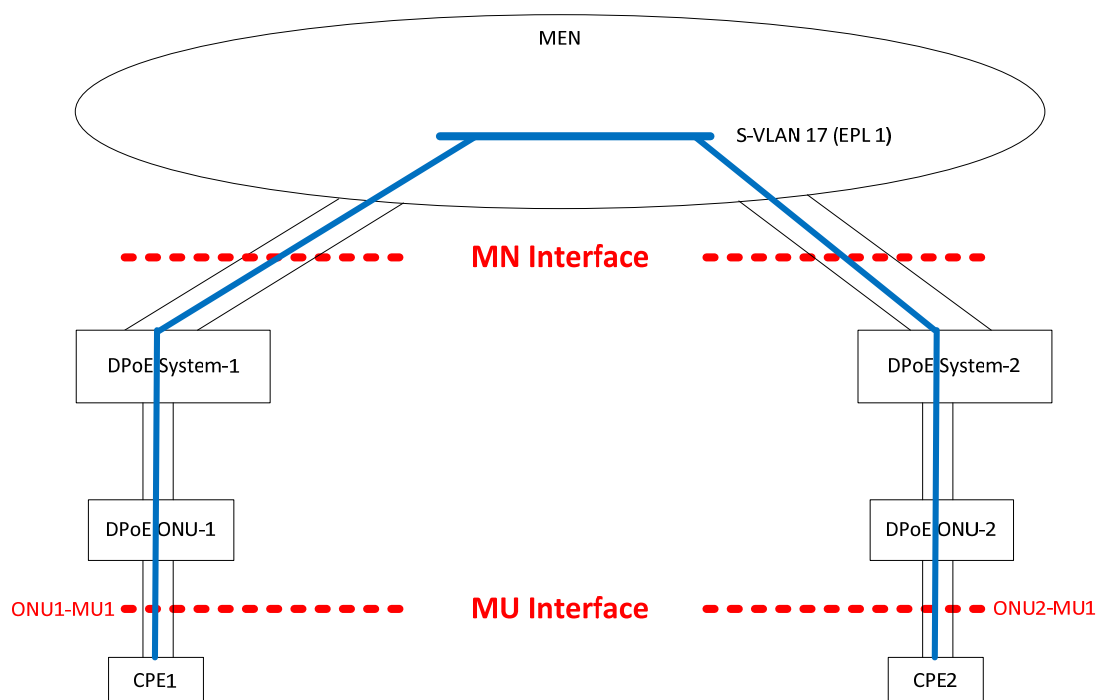 MEN
S-VLAN 17 (EPL 1)
MN Interface
DPoE System-1
DPoE System-2
DPoE ONU-1
DPoE ONU-2
ONU1-MU1
MU Interface
ONU2-MU1
CPE1
CPE2